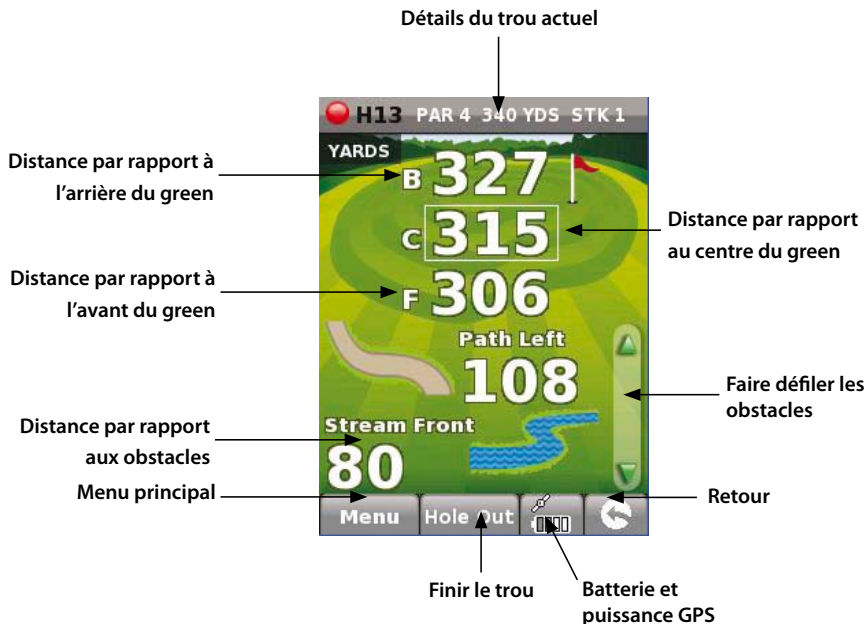 Détails du trou actuel
H13 PAR 4 340 YDS STK 1
YARDS
B 327
Distance par rapport à
l'arrière du green
C 315
Distance par rapport
au centre du green
Distance par rapport à
l'avant du green
F 306
Path Left
108
Faire défiler les
obstacles
Stream Front
80
Distance par rapport
aux obstacles
Menu principal
Retour
Menu
Hole Out
Finir le trou
Batterie et
puissance GPS